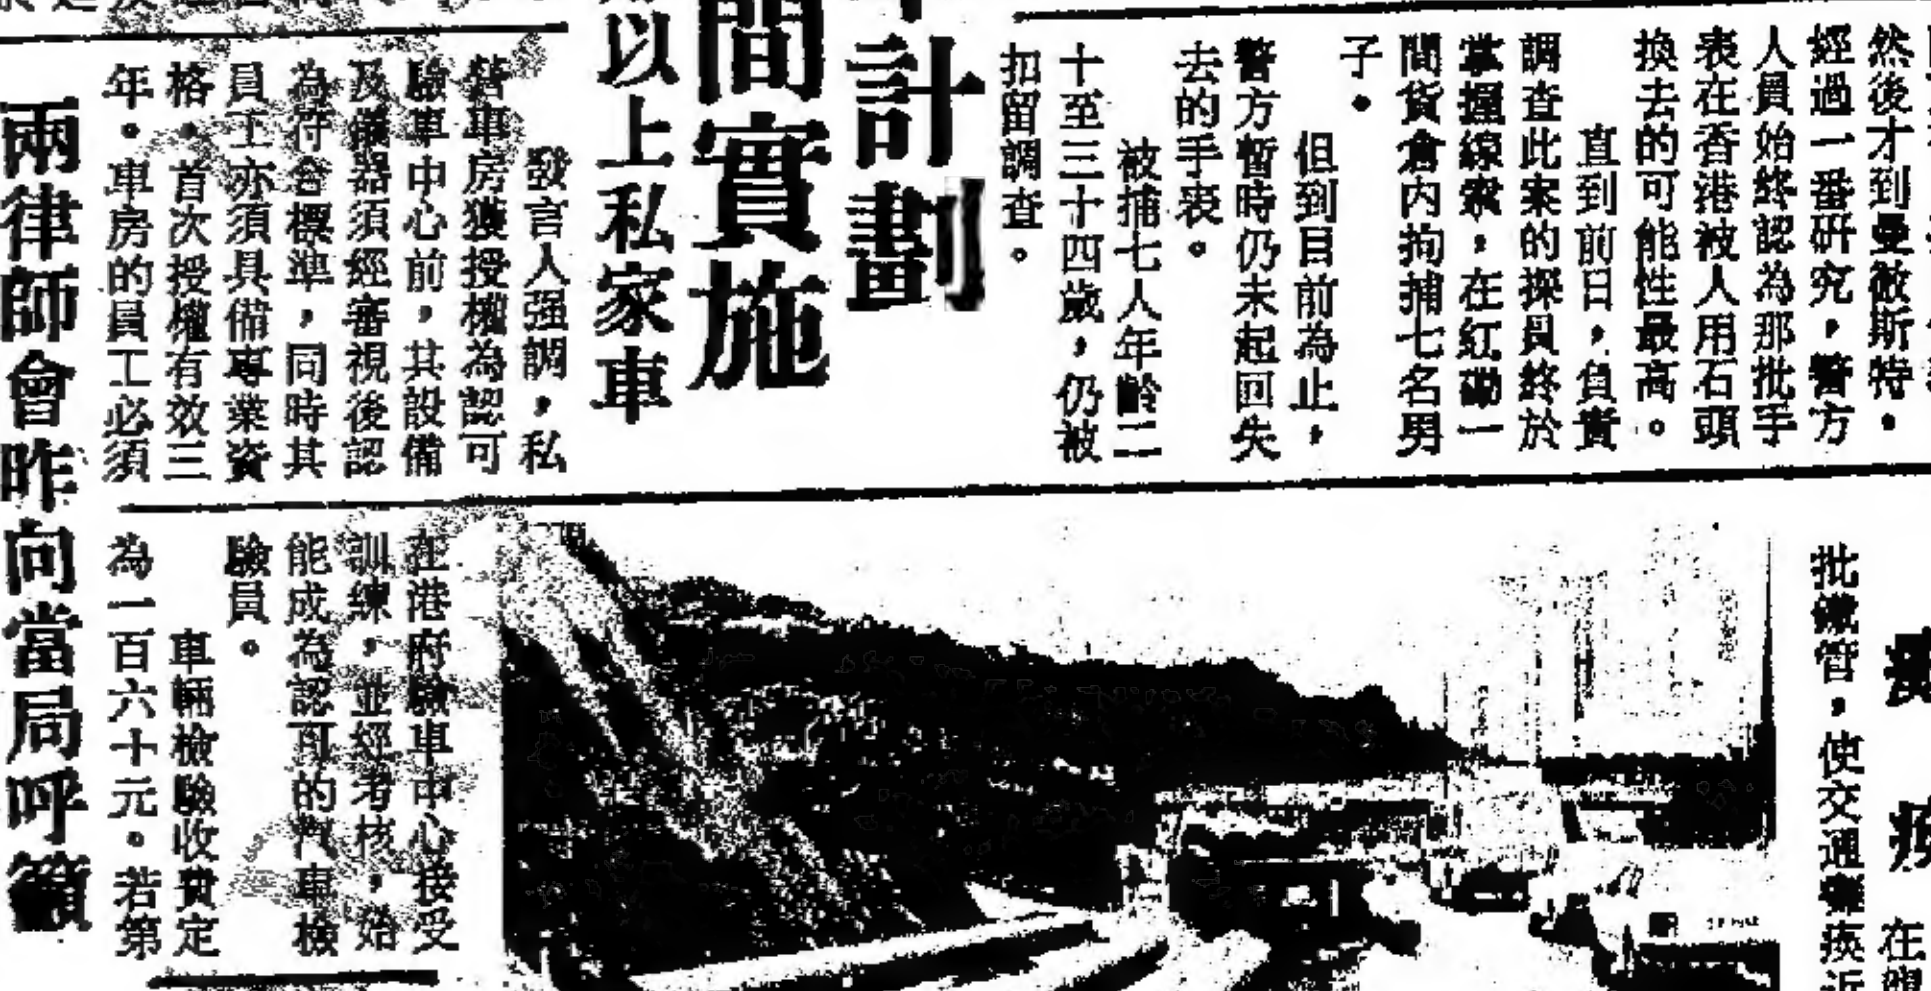 然後才到曼徹斯特。
經過一番研究，警方
人員始終認為那批手
表在香港被人用石頭
換去的可能性最高。
直到前日，負責
調查此案的探員終於
掌握線索，在紅磡一
間貨倉內拘捕七名男
子。
但到目前為止，
警方暫時仍未起回失
去的手表。
被捕七人年齡二
十至三十四歲，仍被
扣留調查。
計劃
間實施
以上私家車
發言人强調，私
營車房獲授權為認可
驗車中心前，其設備
及儀器須經審視後認
為符合標準，同時其
員工亦須具備專業資
格，首次授權有效三
年。車房的員工必須
在港府驗車中心接受
訓練，並經考核，始
能成為認可的汽車檢
驗員。
車輛檢驗收費定
為一百六十元。若第
兩律師會昨向當局呼籲
批鐵管，使交通癱瘓近
瘓
在